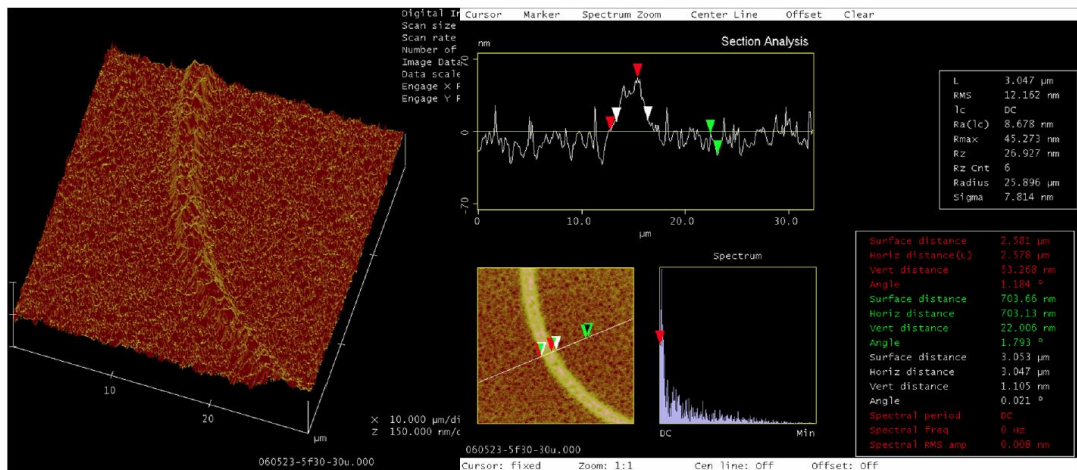 Digital In
Scan size
Scan rate
Number of
Image Data
Data scale
Engage X P
Engage Y P
10
20
µm
X 10.000 µm/di
Z 150.000 nm/d
060523-5f30-30u.000
Cursor Marker Spectrum Zoom Center Line Offset Clear
Section Analysis
nm
70
0
-70
0 10.0 20.0 30.0
µm
L 3.047 µm
RMS 12.162 nm
lc DC
Ra(lc) 8.678 nm
Rmax 45.273 nm
Rz 26.927 nm
Rz Cnt 6
Radius 25.896 µm
Sigma 7.814 nm
Spectrum
DC Min
Surface distance 2.581 µm
Horiz distance(L) 2.578 µm
Vert distance 53.268 nm
Angle 1.184 °
Surface distance 703.66 nm
Horiz distance 703.13 nm
Vert distance 22.006 nm
Angle 1.793 °
Surface distance 3.053 µm
Horiz distance 3.047 µm
Vert distance 1.105 nm
Angle 0.021 °
Spectral period DC
Spectral freq 0 Hz
Spectral RMS amp 0.008 nm
060523-5f30-30u.000
Cursor: fixed Zoom: 1:1 Cen line: Off Offset: Off